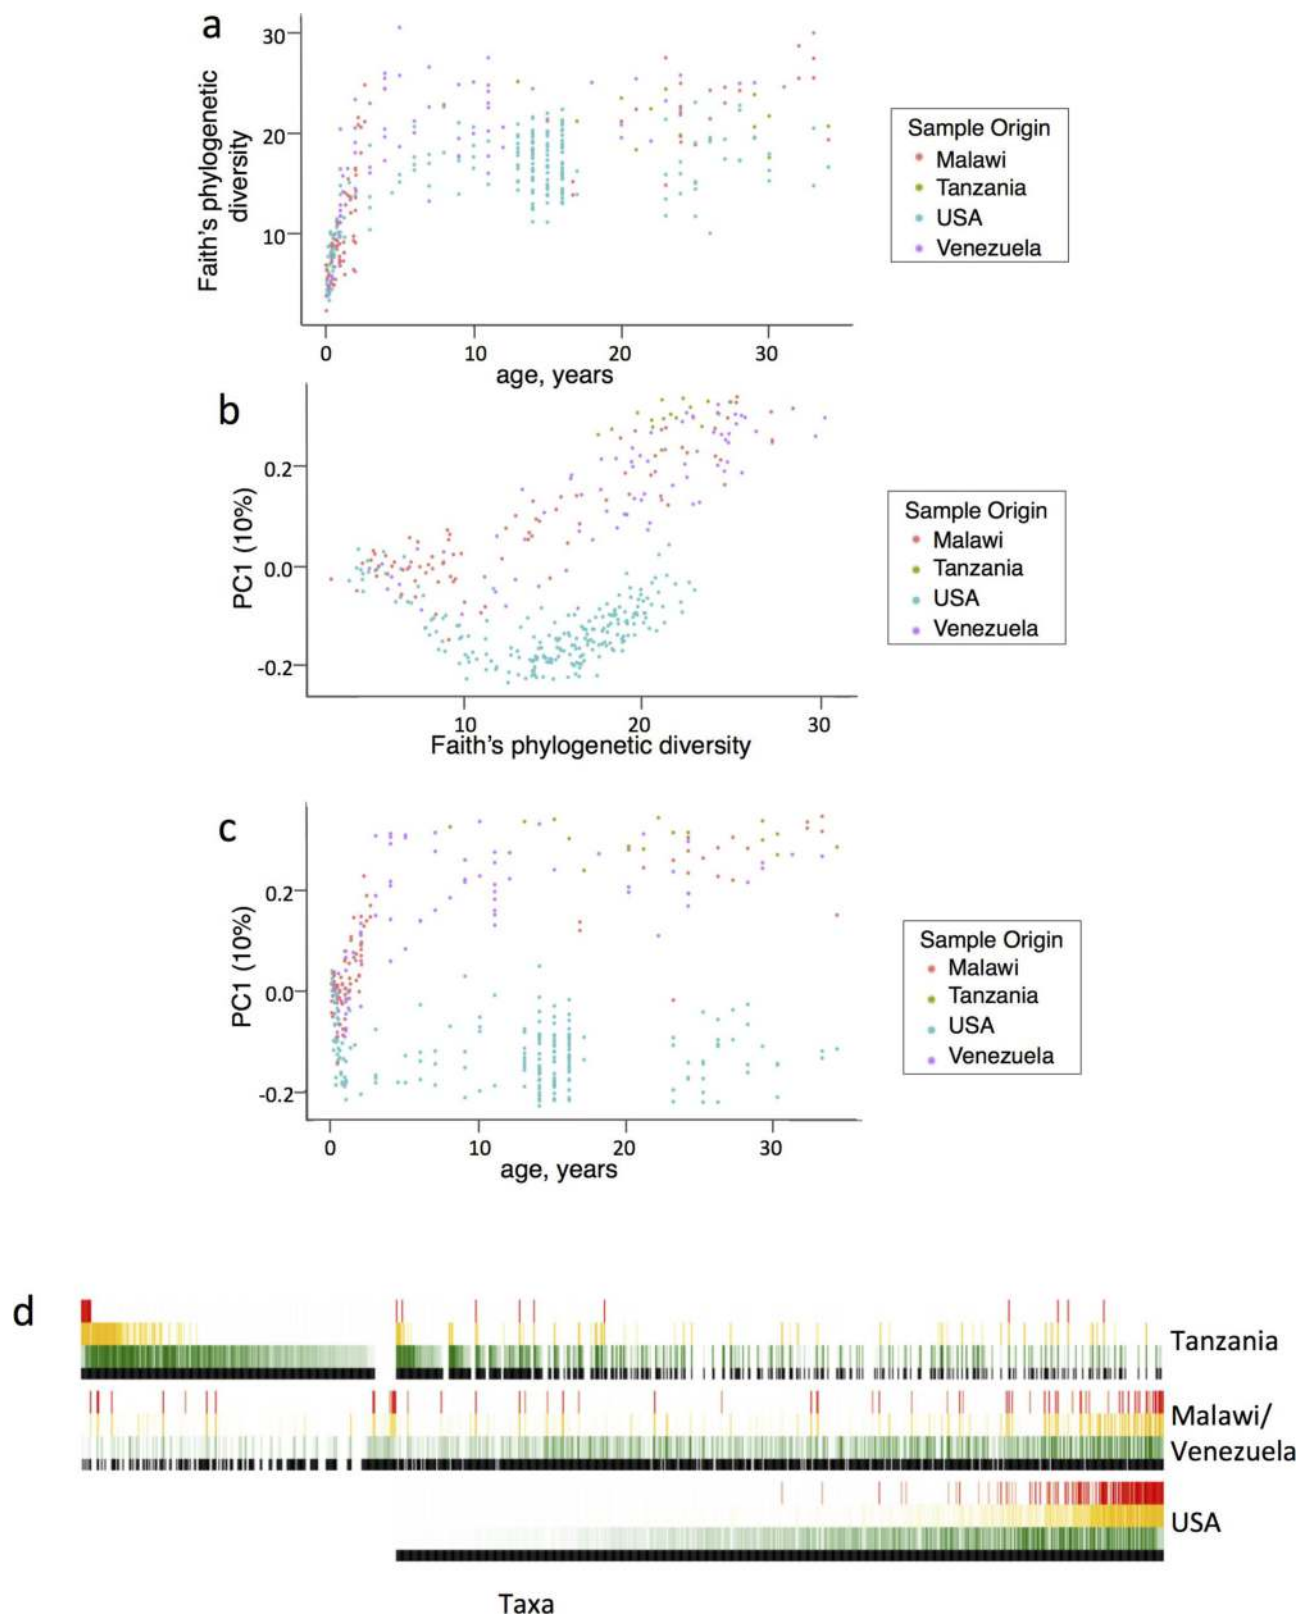 a
Faith's phylogenetic
diversity
30
20
10
0
10
20
30
age, years
Sample Origin
Malawi
Tanzania
USA
Venezuela
b
PC1 (10%)
0.2
0.0
-0.2
10
20
30
Faith's phylogenetic diversity
Sample Origin
Malawi
Tanzania
USA
Venezuela
c
PC1 (10%)
0.2
0.0
-0.2
0
10
20
30
age, years
Sample Origin
Malawi
Tanzania
USA
Venezuela
d
Tanzania
Malawi/
Venezuela
USA
Taxa